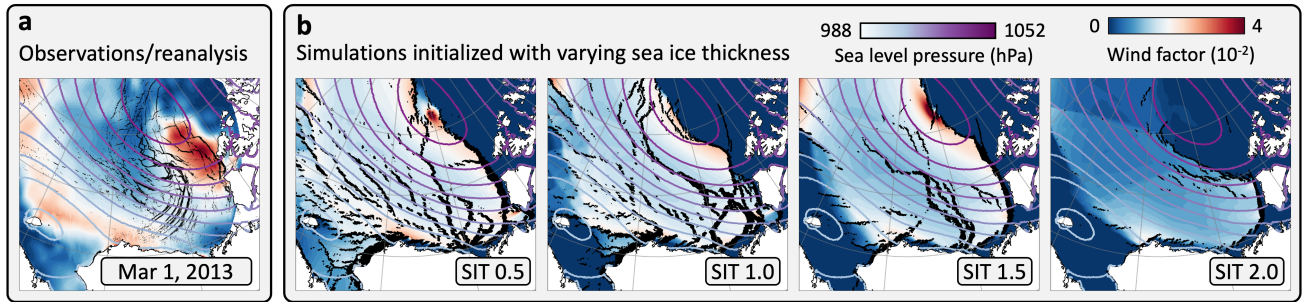 a
Observations/reanalysis
Mar 1, 2013
b
Simulations initialized with varying sea ice thickness
988 1052
Sea level pressure (hPa)
0 4
Wind factor (10⁻²)
SIT 0.5
SIT 1.0
SIT 1.5
SIT 2.0